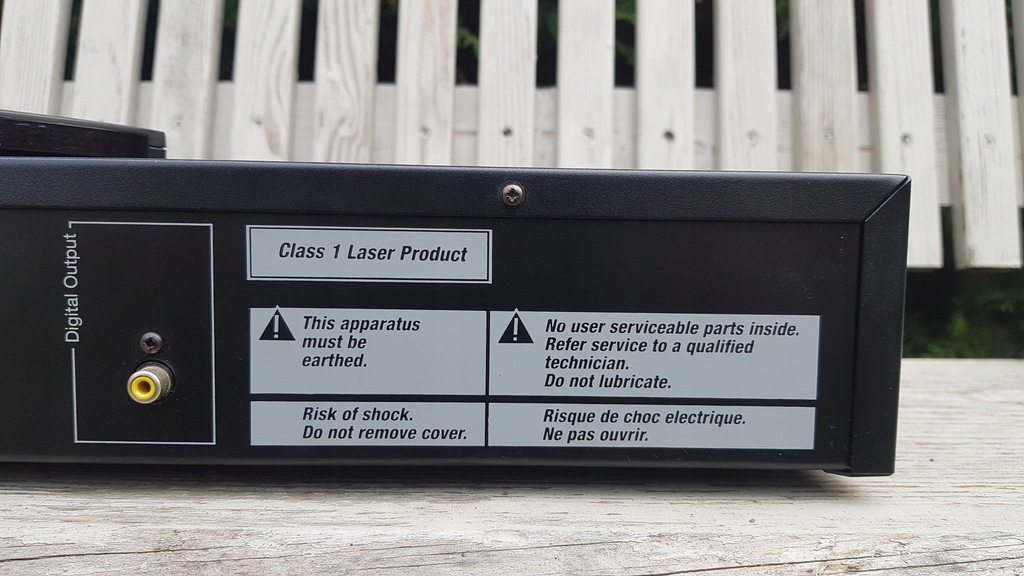 Digital Output
Class 1 Laser Product
This apparatus
must be
earthed.
No user serviceable parts inside.
Refer service to a qualified
technician.
Do not lubricate.
Risk of shock.
Do not remove cover.
Risque de choc electrique.
Ne pas ouvrir.